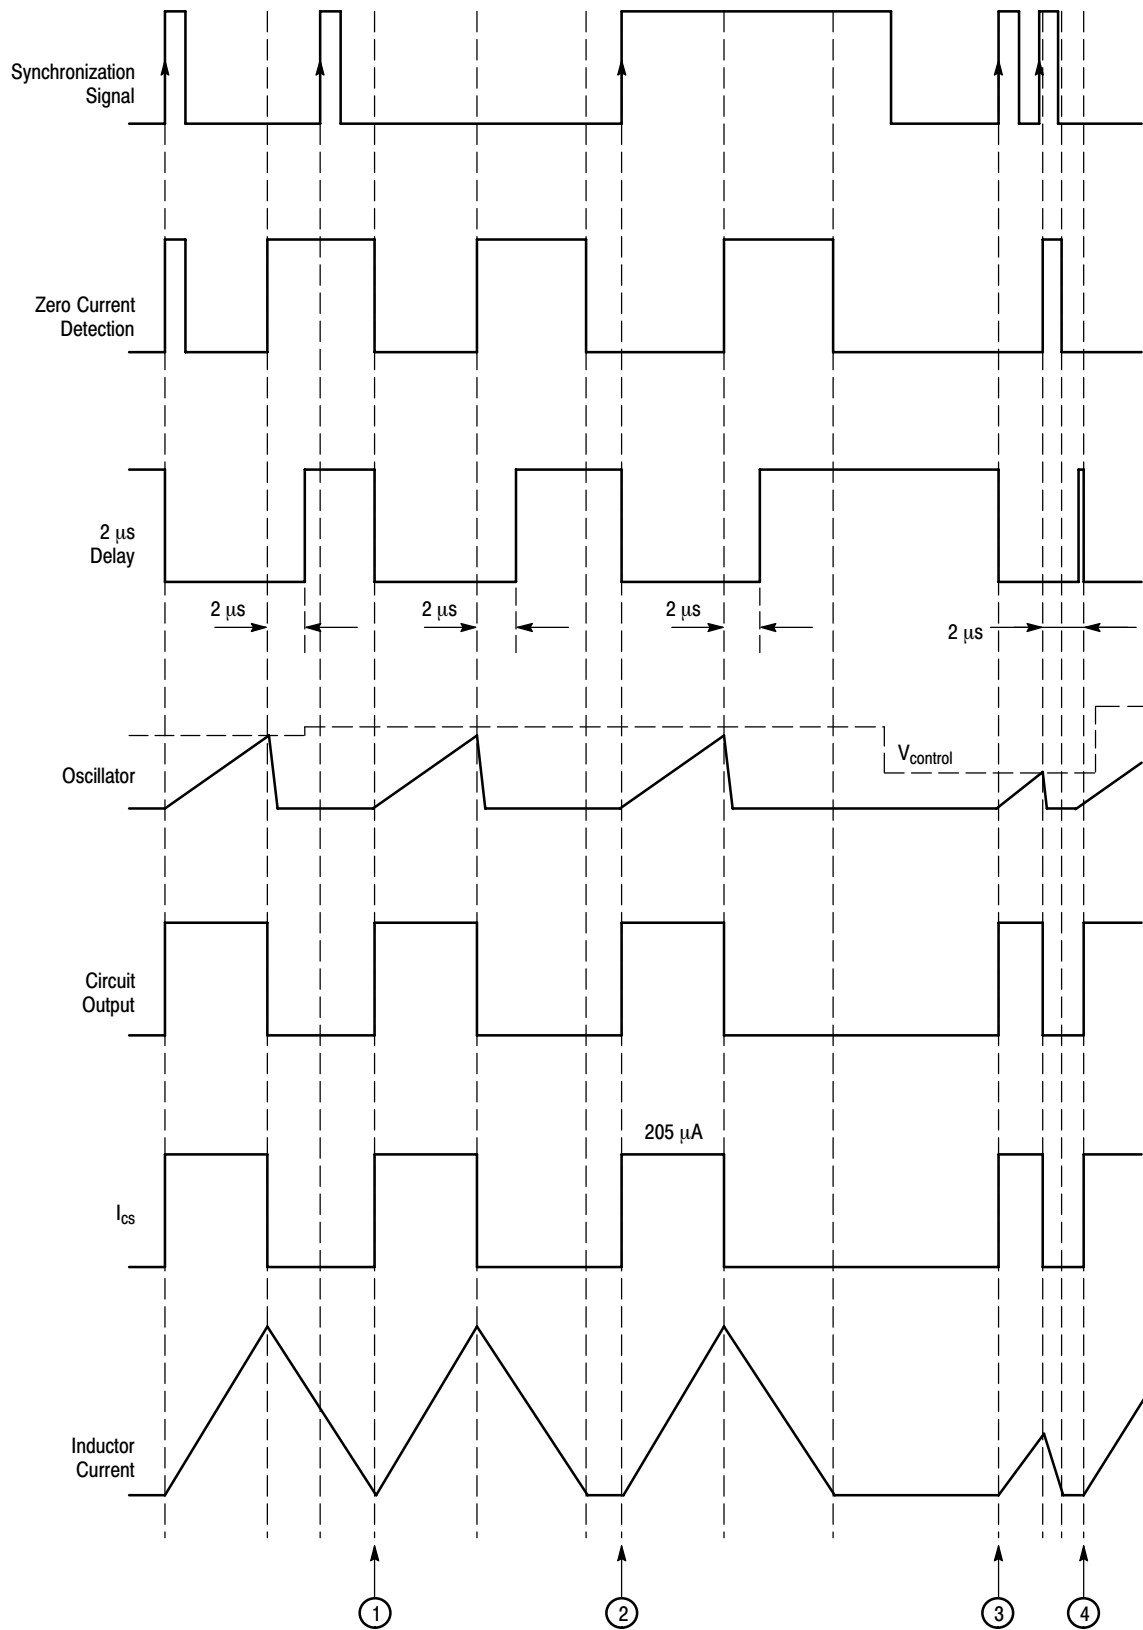 Synchronization
Signal
Zero Current
Detection
2 μs
Delay
2 μs
2 μs
2 μs
2 μs
Vcontrol
Oscillator
Circuit
Output
205 μA
Ics
Inductor
Current
1
2
3
4